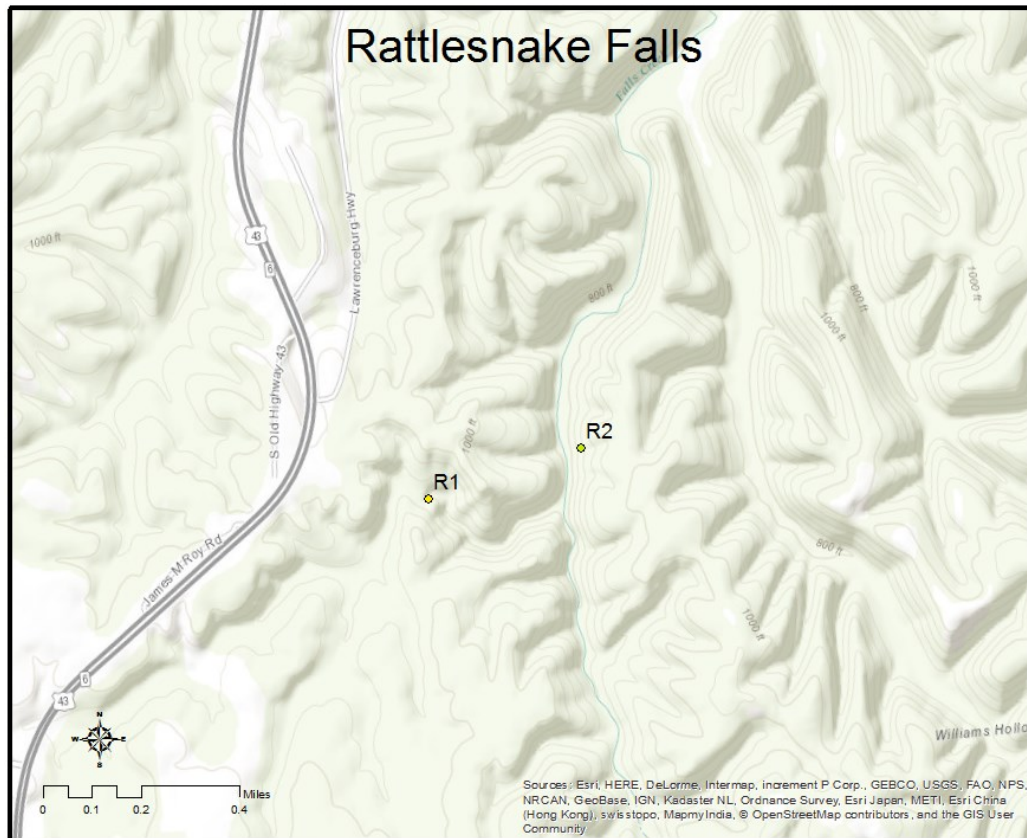 Rattlesnake Falls
Falls Creek
Lawrenceburg Hwy
43
6
1000 ft
1000 ft
800 ft
800 ft
1000 ft
S Old Highway 43
R2
1000 ft
R1
James M Roy Rd
800 ft
1000 ft
6
43
N
W E
S
Williams Hollo
Miles
0 0.1 0.2 0.4
Sources: Esri, HERE, DeLorme, Intermap, increment P Corp., GEBCO, USGS, FAO, NPS,
NRCAN, GeoBase, IGN, Kadaster NL, Ordnance Survey, Esri Japan, METI, Esri China
(Hong Kong), swisstopo, MapmyIndia, © OpenStreetMap contributors, and the GIS User
Community